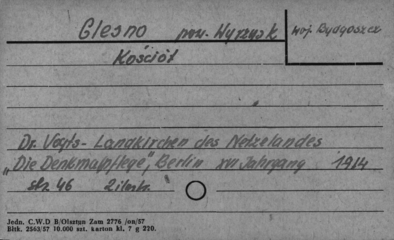 Glesno pow. Wyrzysk woj. Bydgoszcz
Kościół
Dr. Vogts - Landkirchen des Netzelandes
„Die Denkmalpflege", Berlin XVI Jahrgang 1914
str 46 2 ilustr.
Jedn. C.W.D B/Olsztyn Zam 2776 /on/57
Bltk. 2563/57 10.000 szt. karton kl. 7 g 220.